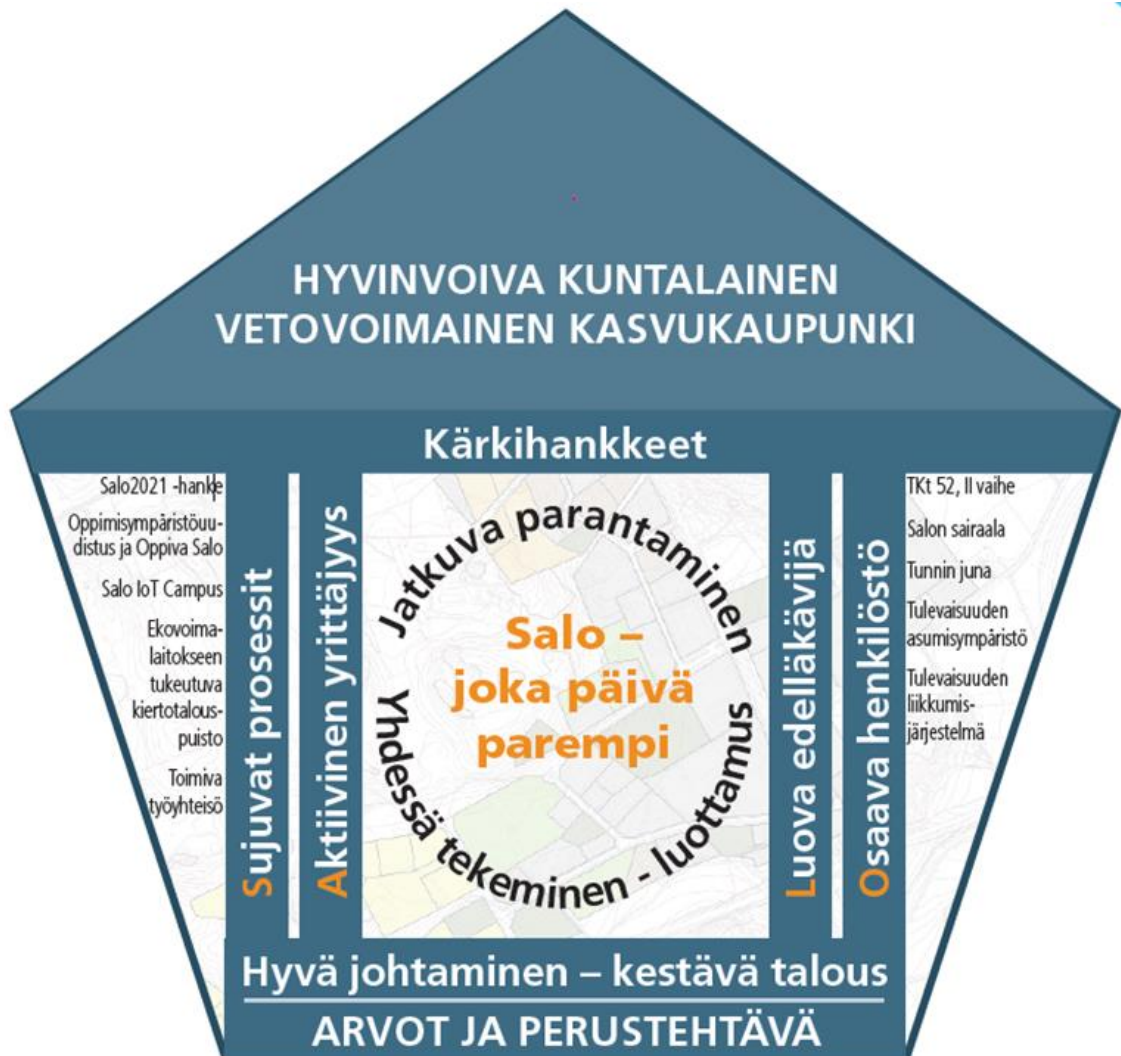 HYVINVOIVA KUNTALAINEN
VETOVOIMAINEN KASVUKAUPUNKI
Kärkihankkeet
Salo2021 -hanke
Oppimisympäristöuu-
distus ja Oppiva Salo
Salo IoT Campus
Ekovoima-
laitokseen
tukeutuva
kiertotalous-
puisto
Toimiva
työyhteisö
Sujuvat prosessit
Aktiivinen yrittäjyys
Jatkuva parantaminen
Salo –
joka päivä
parempi
Yhdessä tekeminen - luottamus
Luova edelläkävijä
Osaava henkilöstö
TKt 52, II vaihe
Salon sairaala
Tunnin juna
Tulevaisuuden
asumisympäristö
Tulevaisuuden
liikkumis-
järjestelmä
Hyvä johtaminen – kestävä talous
ARVOT JA PERUSTEHTÄVÄ